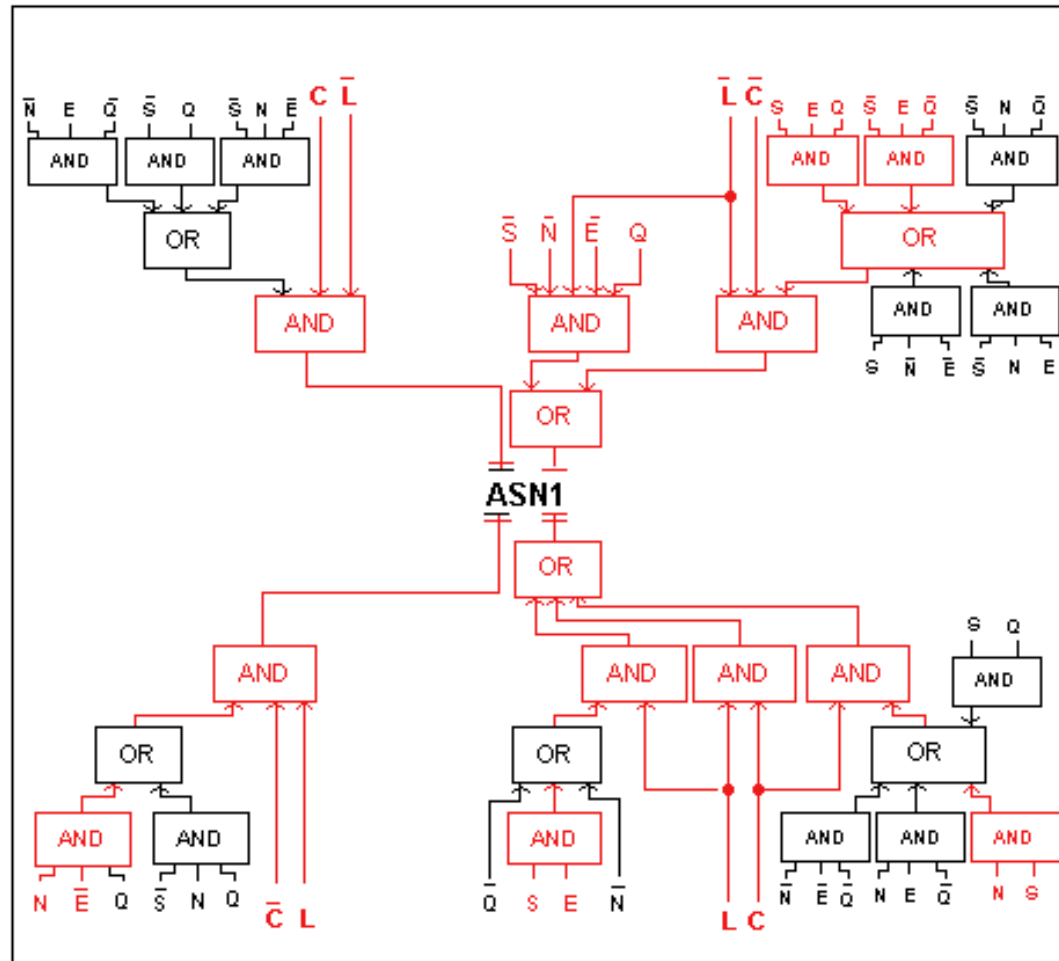 C L̅ L̅ C̅
N̅ E Q̅ S̅ Q S̅ N E̅ S E Q S̅ E Q̅ S̅ N Q̅
AND AND AND AND AND AND
OR S̅ N̅ E̅ Q OR
AND AND AND AND AND
S N̅ E̅ S̅ N E
OR
ASN1
OR
S Q
AND AND AND AND AND
OR OR OR
AND AND AND AND AND AND
N E̅ Q S̅ N Q C̅ L Q̅ S E N̅ L C N̅ E̅ Q̅ N E Q̅ N S